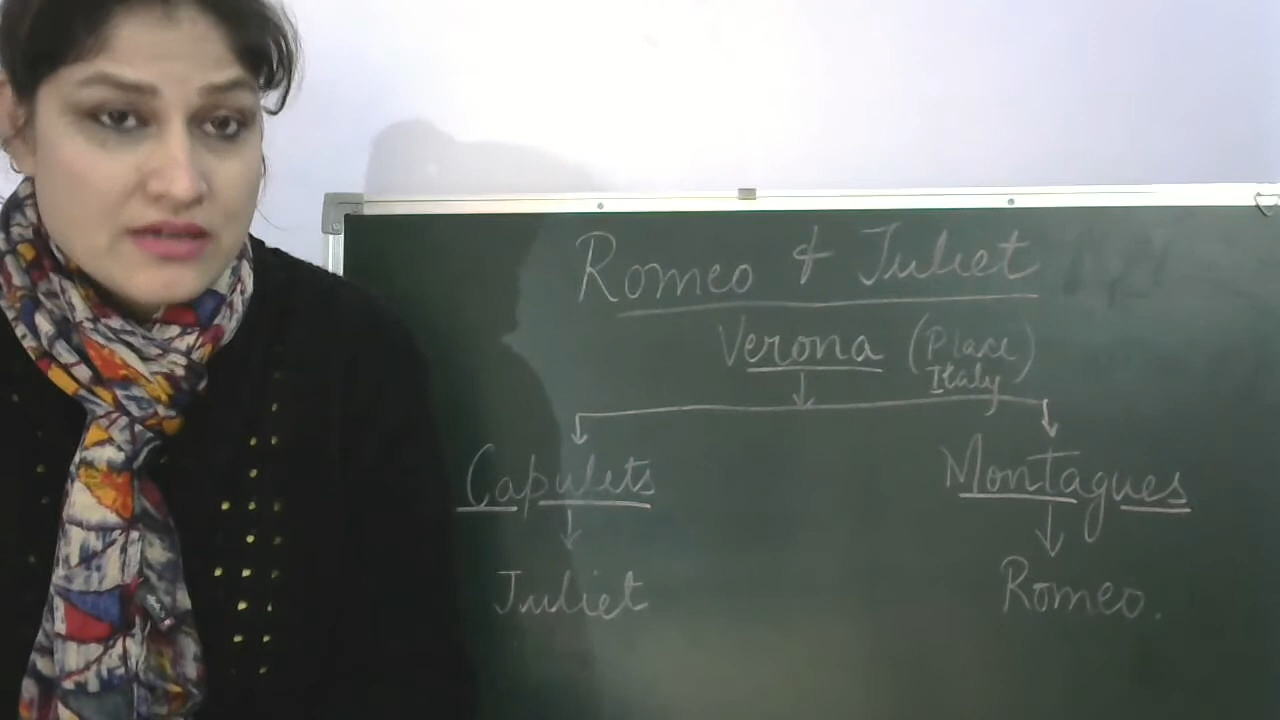 Romeo & Juliet
Verona (Place)
Italy
Capulets Montagues
Juliet Romeo.